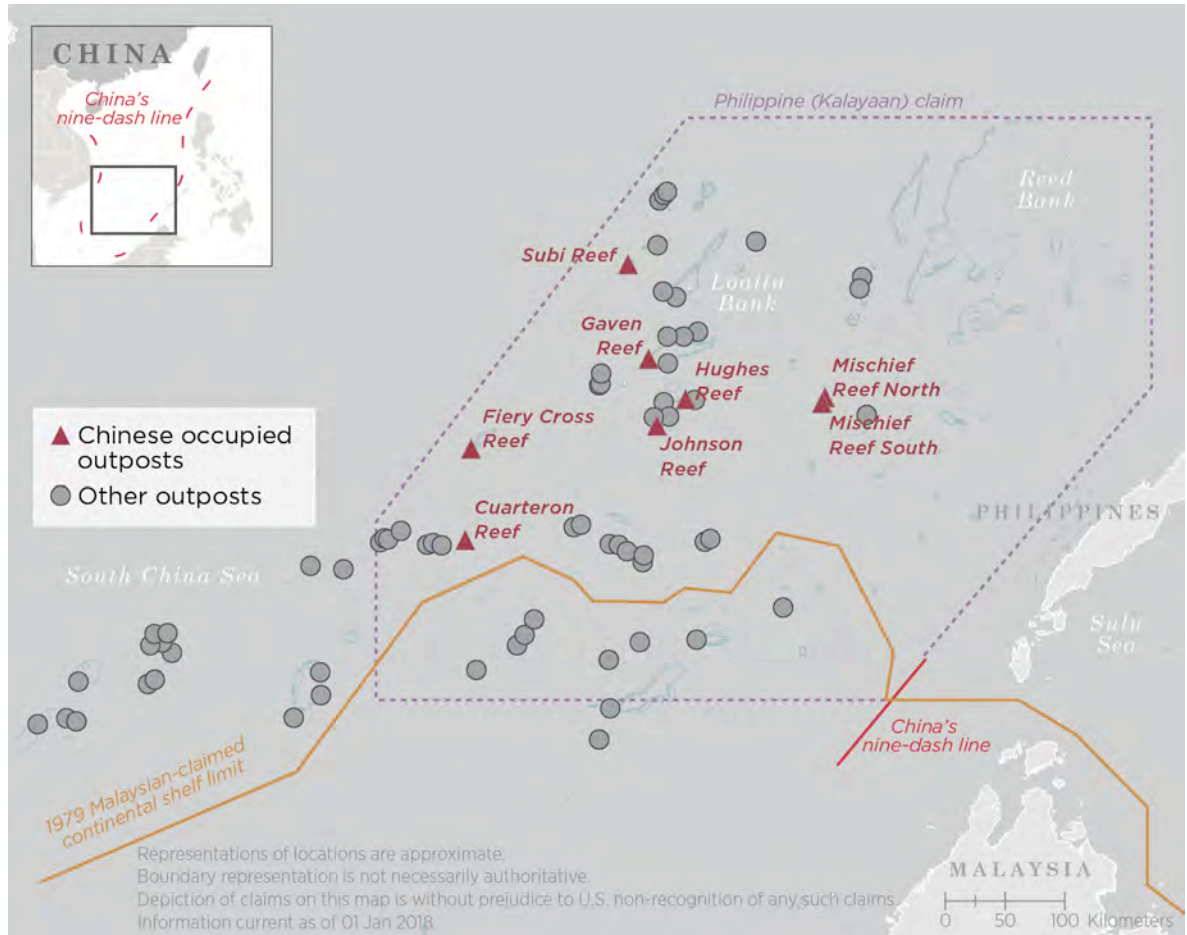 CHINA
China's
nine-dash line
Philippine (Kalayaan) claim
Reed
Bank
Subi Reef
Loaita
Bank
Gaven
Reef
Hughes
Reef
Mischief
Reef North
Mischief
Reef South
Fiery Cross
Reef
Johnson
Reef
Chinese occupied
outposts
Other outposts
Cuarteron
Reef
PHILIPPINES
South China Sea
Sulu
Sea
China's
nine-dash line
1979 Malaysian-claimed
continental shelf limit
Representations of locations are approximate.
Boundary representation is not necessarily authoritative.
Depiction of claims on this map is without prejudice to U.S. non-recognition of any such claims.
Information current as of 01 Jan 2018.
MALAYSIA
0 50 100 Kilometers